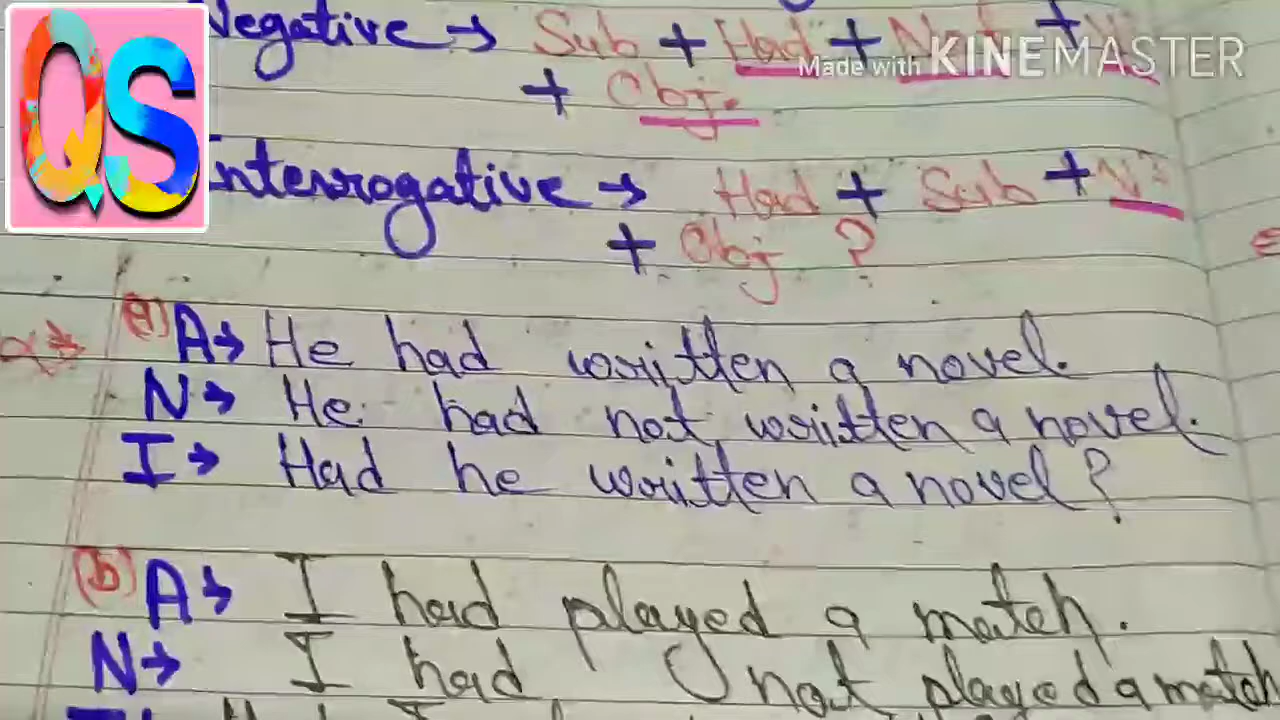 QS
Negative → Sub + Had + Not +
Made with KINEMASTER
+ Obj.
Interrogative → Had + Sub + V³
+ Obj ?
(a) A → He had written a novel.
N → He had not written a novel.
I → Had he written a novel?
(b) A → I had played a match.
N → I had not played a match